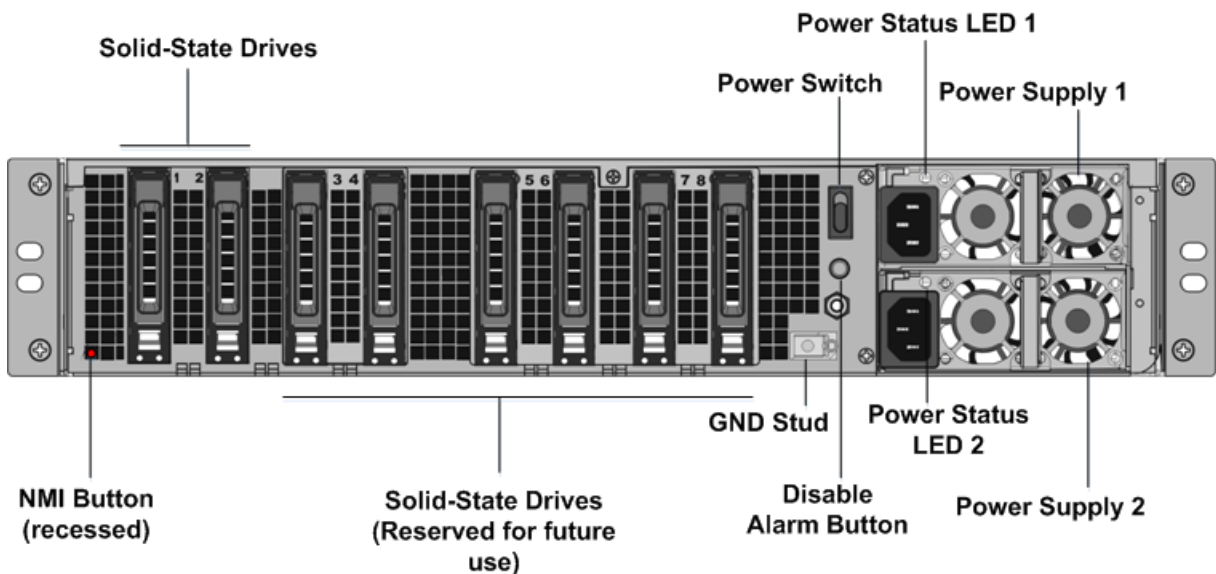 Power Status LED 1
Solid-State Drives
Power Switch
Power Supply 1
1 2 3 4 5 6 7 8
GND Stud
Power Status
LED 2
NMI Button
(recessed)
Solid-State Drives
(Reserved for future
use)
Disable
Alarm Button
Power Supply 2